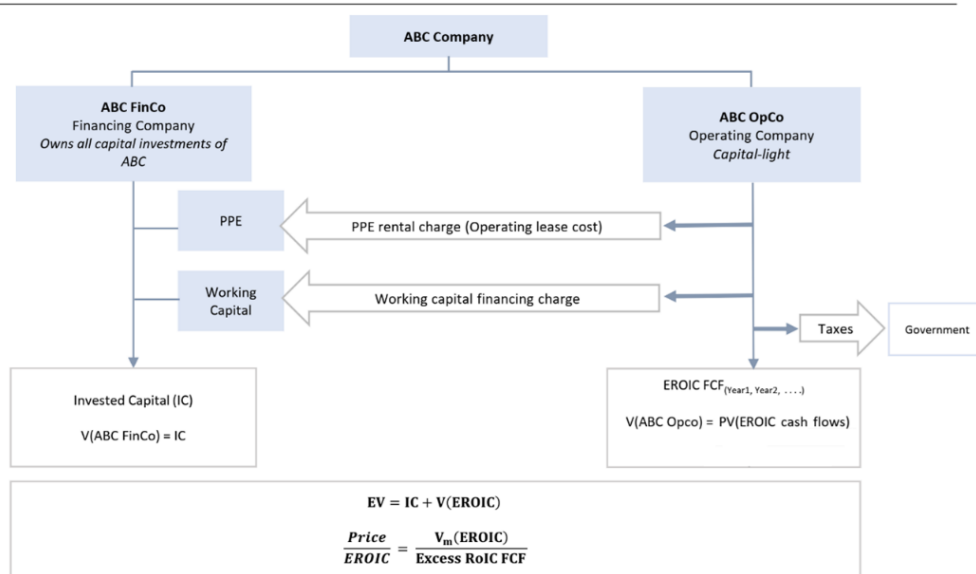 ABC Company
ABC FinCo
Financing Company
Owns all capital investments of
ABC
ABC OpCo
Operating Company
Capital-light
PPE
PPE rental charge (Operating lease cost)
Working
Capital
Working capital financing charge
Taxes
Government
Invested Capital (IC)
V(ABC FinCo) = IC
EROIC FCF(Year1, Year2, ....)
V(ABC Opco) = PV(EROIC cash flows)
EV = IC + V(EROIC)
Price/EROIC = Vm(EROIC)/Excess RoIC FCF